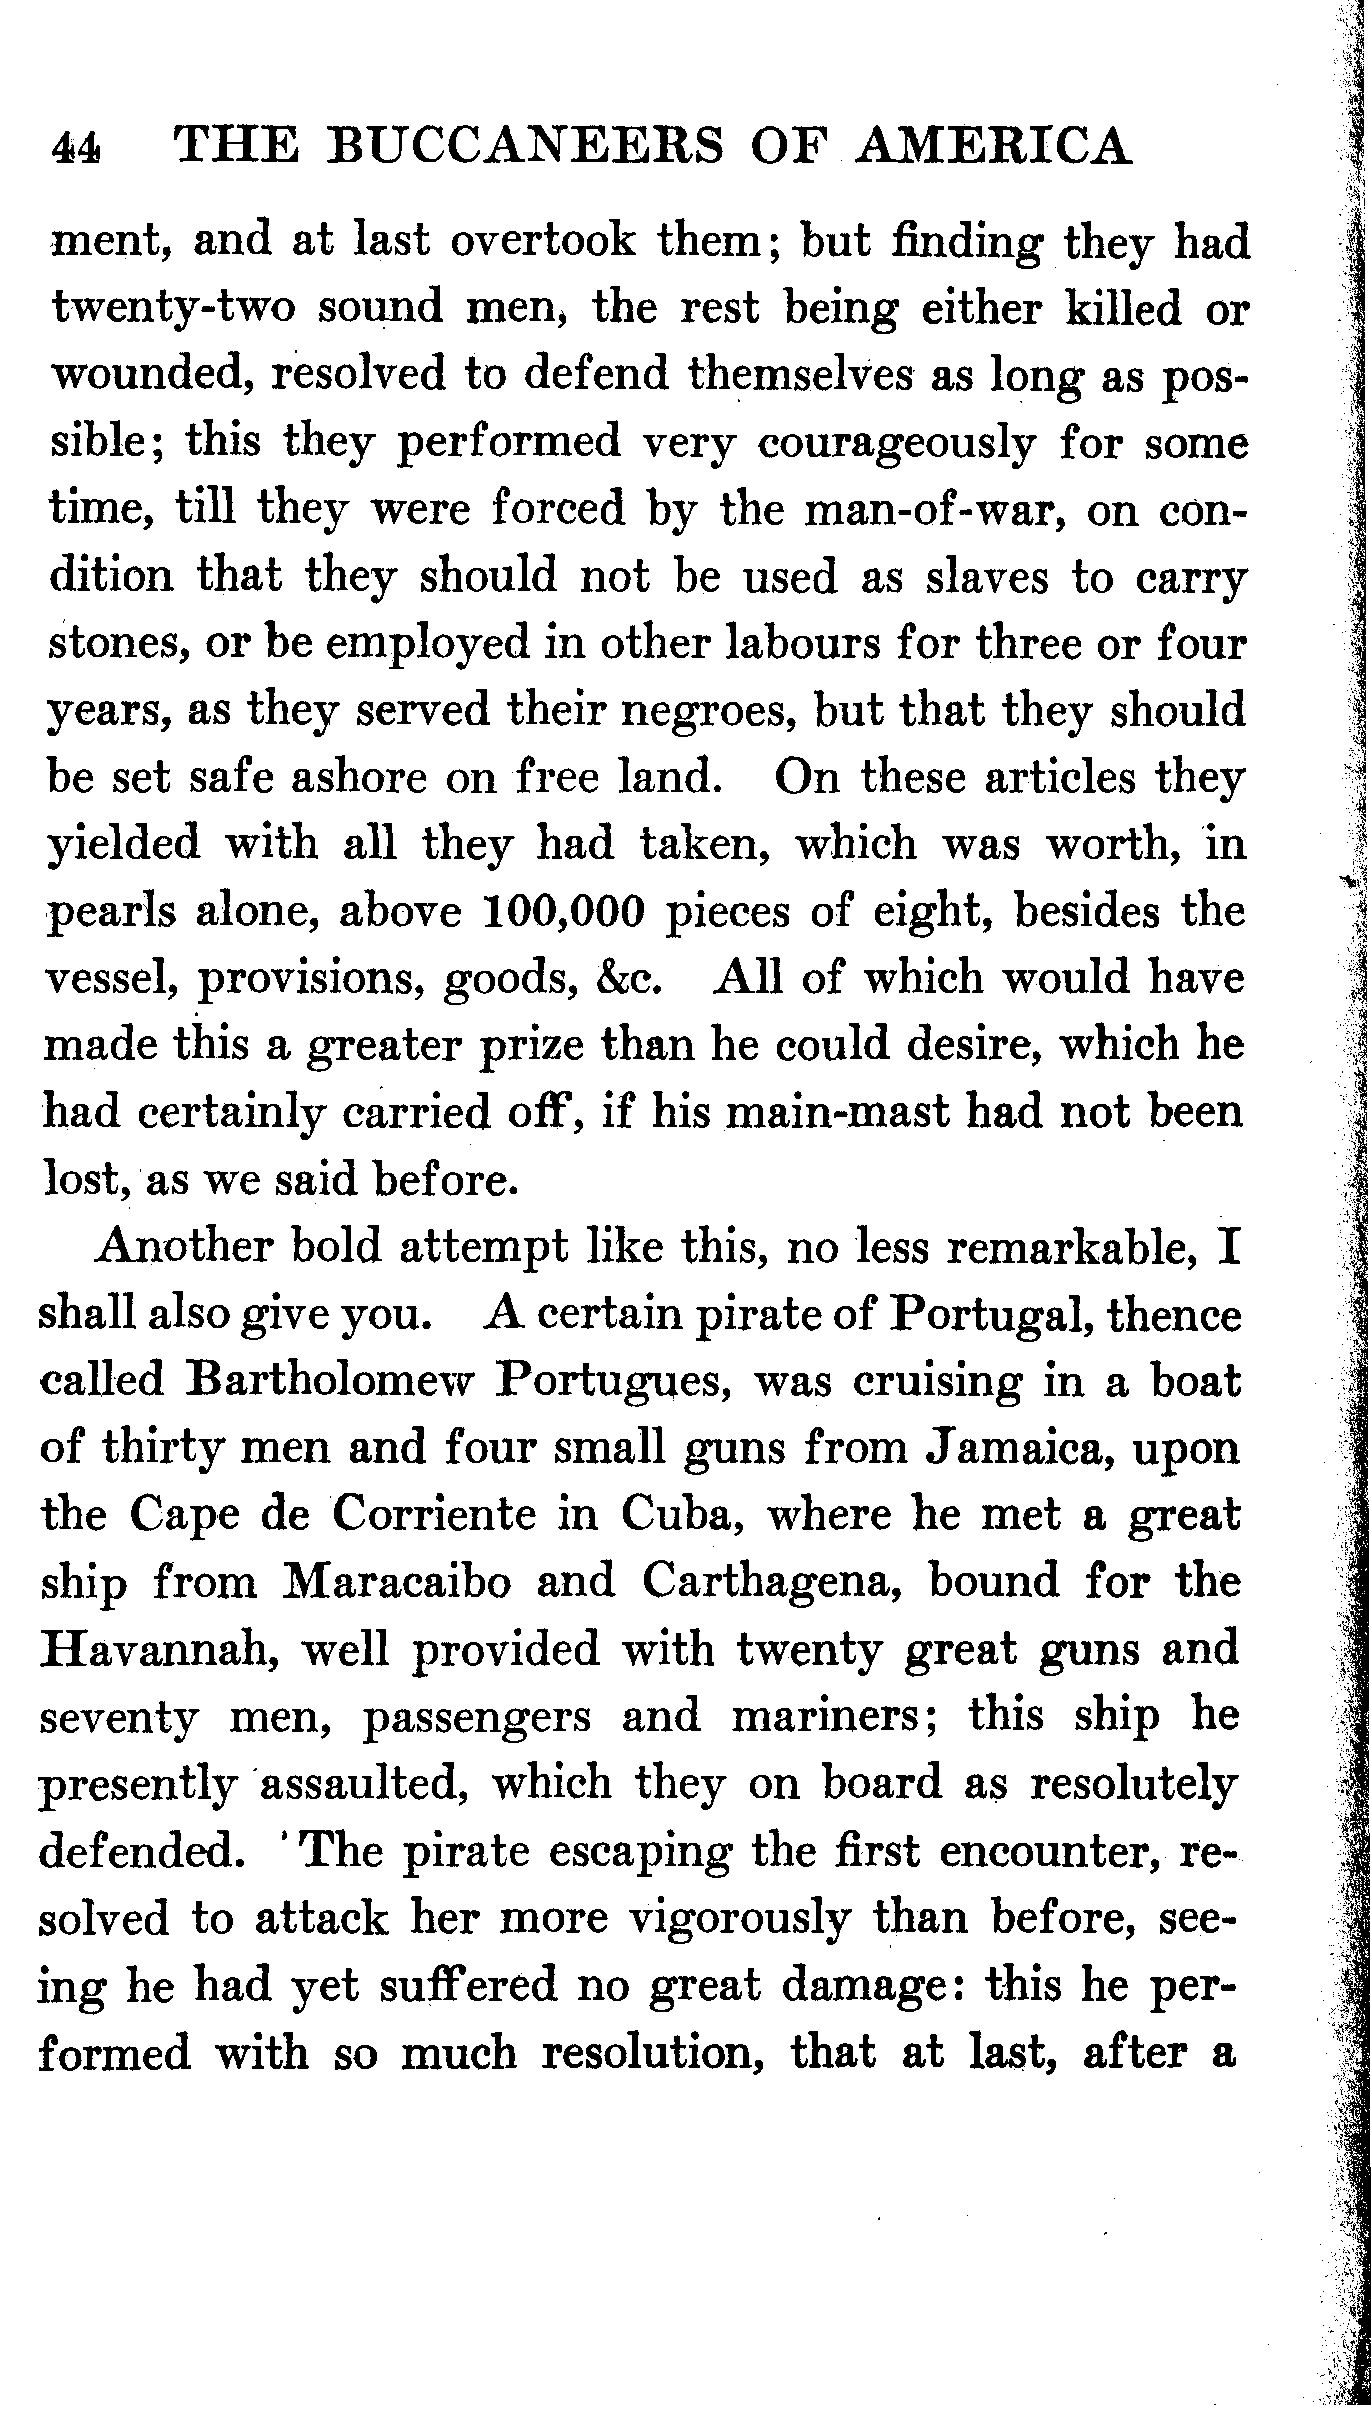 44 THE BUCCANEERS OF AMERICA
ment, and at last overtook them; but finding they had
twenty-two sound men, the rest being either killed or
wounded, resolved to defend themselves as long as pos-
sible; this they performed very courageously for some
time, till they were forced by the man-of-war, on con-
dition that they should not be used as slaves to carry
stones, or be employed in other labours for three or four
years, as they served their negroes, but that they should
be set safe ashore on free land. On these articles they
yielded with all they had taken, which was worth, in
pearls alone, above 100,000 pieces of eight, besides the
vessel, provisions, goods, &c. All of which would have
made this a greater prize than he could desire, which he
had certainly carried off, if his main-mast had not been
lost, as we said before.
Another bold attempt like this, no less remarkable, I
shall also give you. A certain pirate of Portugal, thence
called Bartholomew Portugues, was cruising in a boat
of thirty men and four small guns from Jamaica, upon
the Cape de Corriente in Cuba, where he met a great
ship from Maracaibo and Carthagena, bound for the
Havannah, well provided with twenty great guns and
seventy men, passengers and mariners; this ship he
presently assaulted, which they on board as resolutely
defended. The pirate escaping the first encounter, re-
solved to attack her more vigorously than before, see-
ing he had yet suffered no great damage: this he per-
formed with so much resolution, that at last, after a